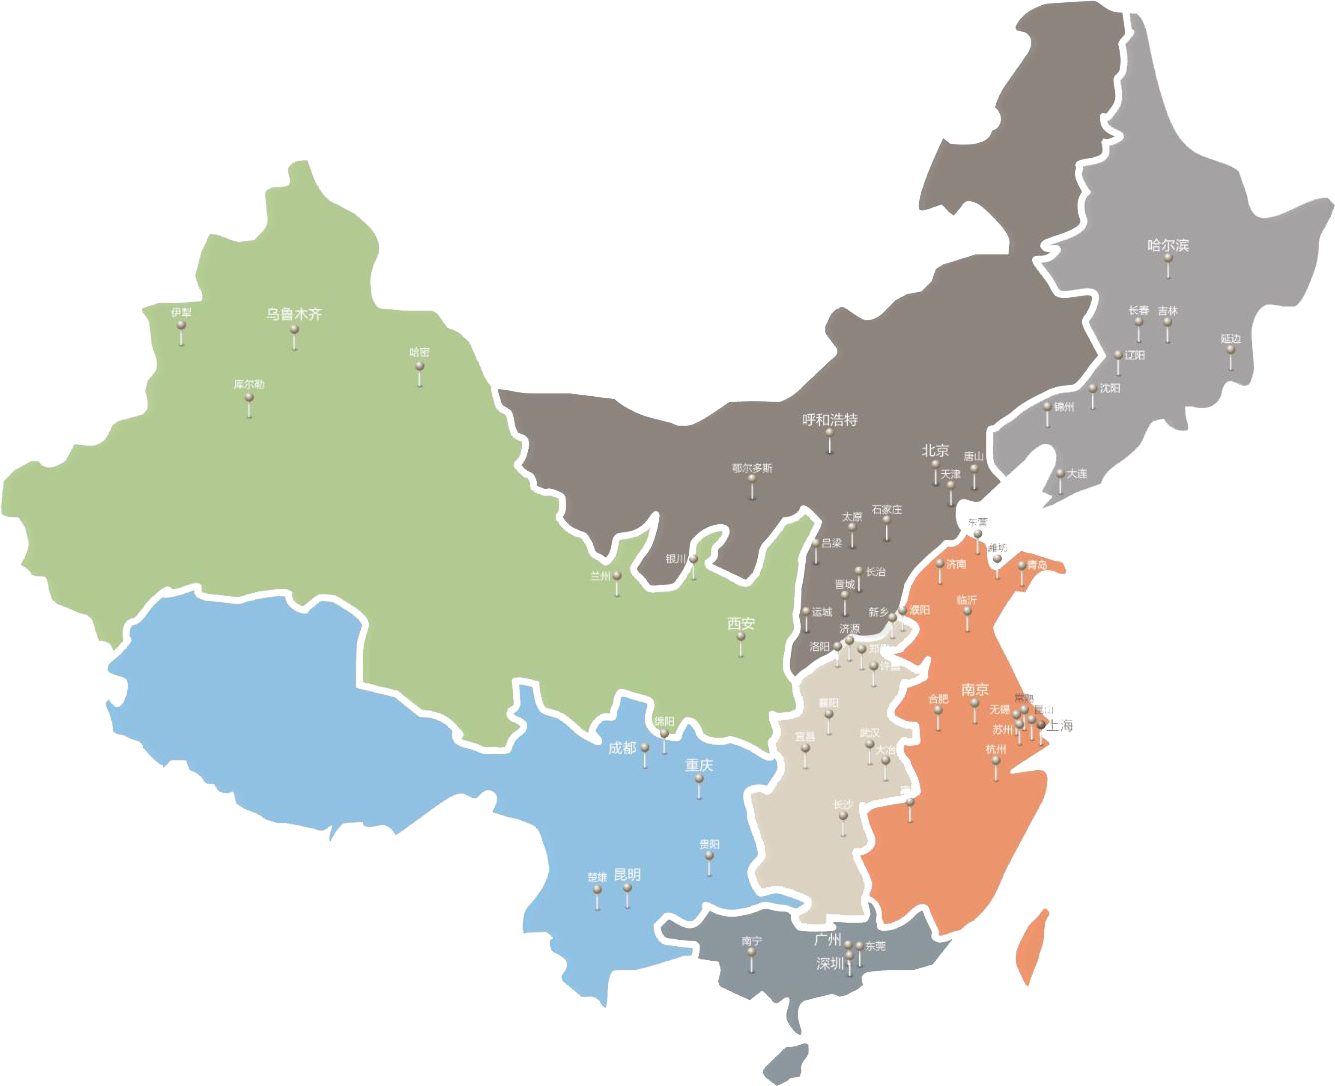 哈尔滨
长春
吉林
伊犁
乌鲁木齐
延边
哈密
辽阳
库尔勒
沈阳
锦州
呼和浩特
北京
唐山
鄂尔多斯
天津
大连
石家庄
太原
东营
吕梁
潍坊
银川
济南
青岛
兰州
长治
晋城
临沂
运城
新乡
濮阳
西安
济源
洛阳
许昌
南京
合肥
常熟
襄阳
无锡
昆山
绵阳
上海
苏州
武汉
宜昌
成都
大冶
杭州
重庆
长沙
贵阳
楚雄
昆明
广州
南宁
东莞
深圳